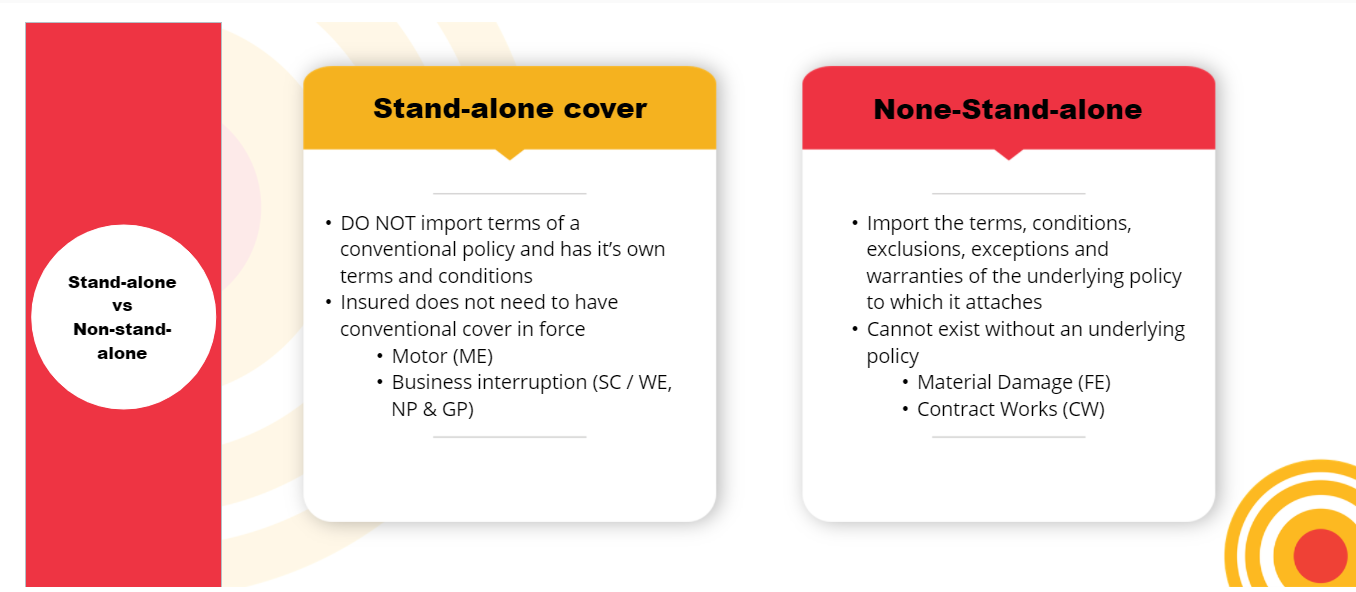 Stand-alone
vs
Non-stand-
alone
Stand-alone cover
• DO NOT import terms of a
conventional policy and has it’s own
terms and conditions
• Insured does not need to have
conventional cover in force
• Motor (ME)
• Business interruption (SC / WE,
NP & GP)
None-Stand-alone
• Import the terms, conditions,
exclusions, exceptions and
warranties of the underlying policy
to which it attaches
• Cannot exist without an underlying
policy
• Material Damage (FE)
• Contract Works (CW)